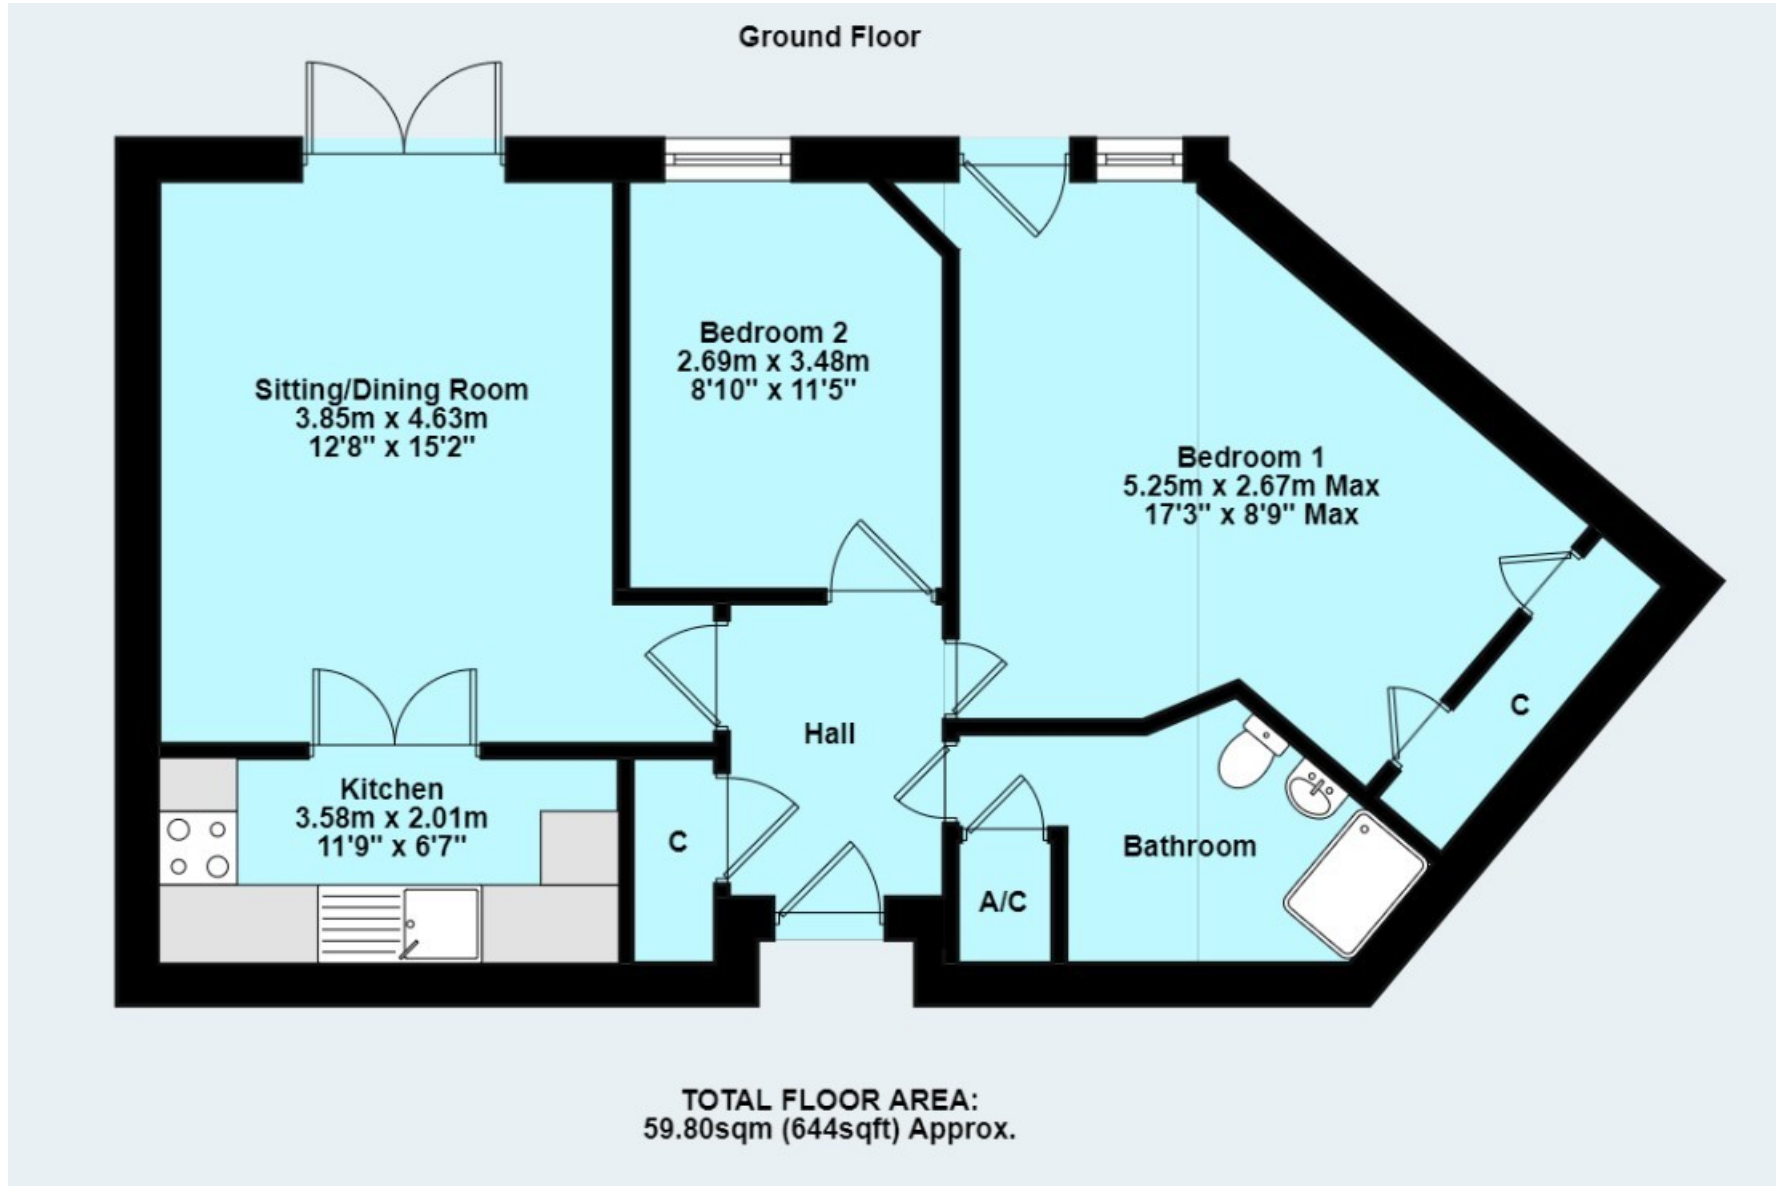 Ground Floor
Bedroom 2
2.69m x 3.48m
8'10" x 11'5"
Sitting/Dining Room
3.85m x 4.63m
12'8" x 15'2"
Bedroom 1
5.25m x 2.67m Max
17'3" x 8'9" Max
C
Hall
Kitchen
3.58m x 2.01m
11'9" x 6'7"
C
Bathroom
A/C
TOTAL FLOOR AREA:
59.80sqm (644sqft) Approx.